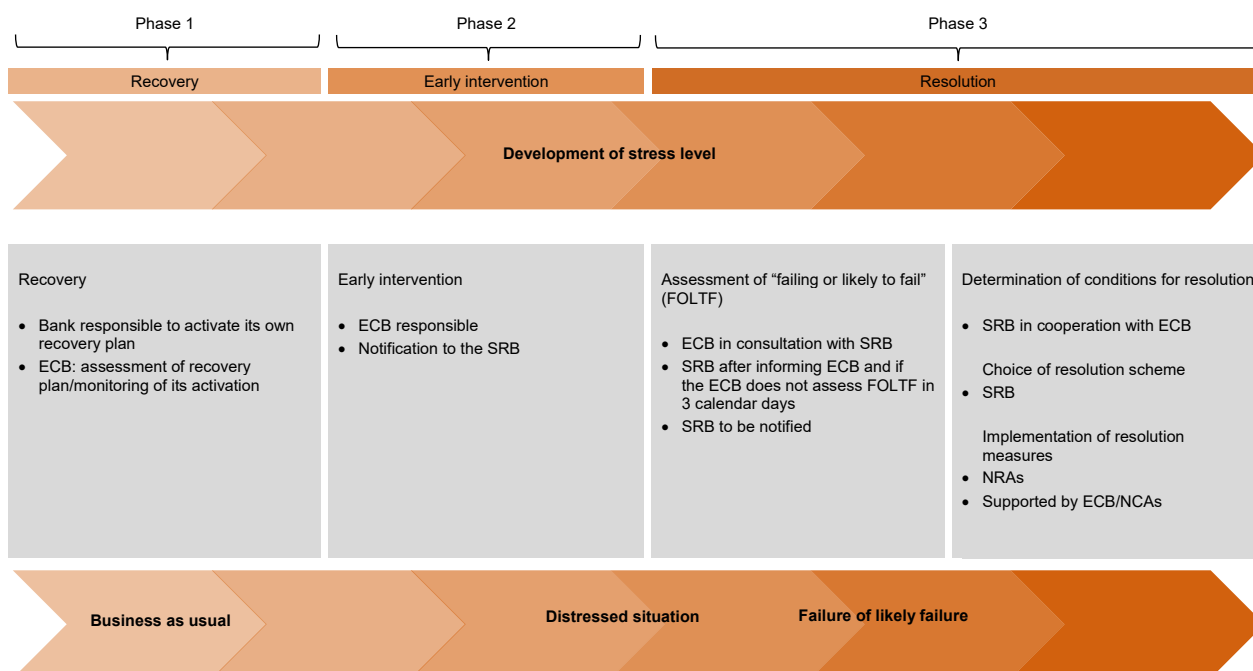 Phase 1
Phase 2
Phase 3
Recovery
Early intervention
Resolution
Development of stress level
Recovery
• Bank responsible to activate its own
recovery plan
• ECB: assessment of recovery
plan/monitoring of its activation
Early intervention
• ECB responsible
• Notification to the SRB
Assessment of “failing or likely to fail”
(FOLTF)
• ECB in consultation with SRB
• SRB after informing ECB and if
the ECB does not assess FOLTF in
3 calendar days
• SRB to be notified
Determination of conditions for resolution
• SRB in cooperation with ECB
Choice of resolution scheme
• SRB
Implementation of resolution
measures
• NRAs
• Supported by ECB/NCAs
Business as usual
Distressed situation
Failure of likely failure